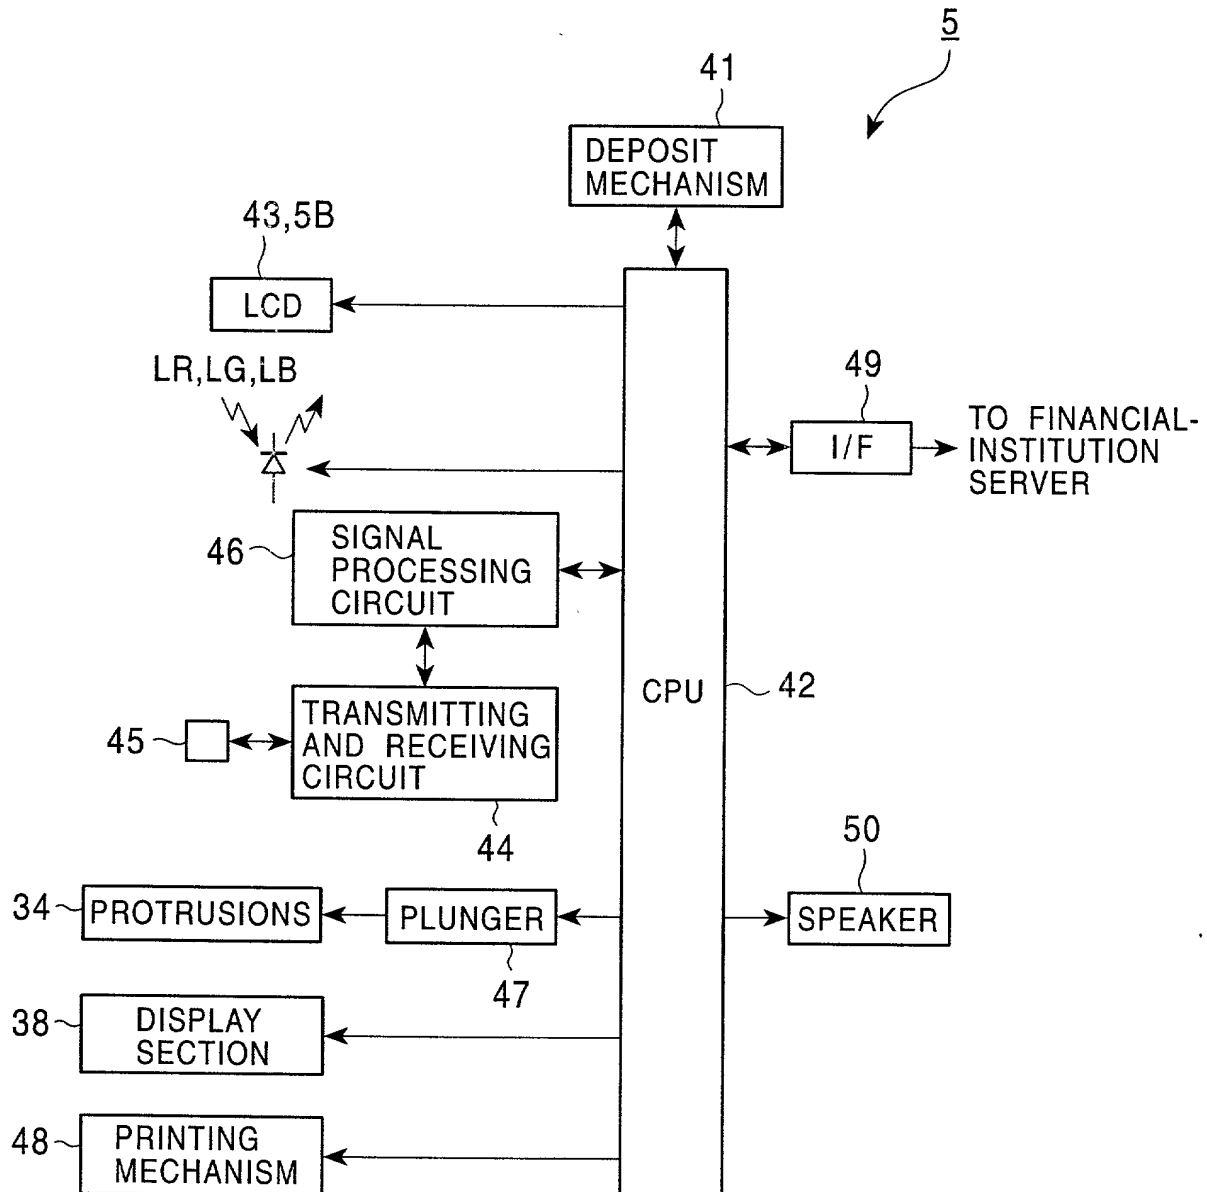 5
41
DEPOSIT
MECHANISM
43,5B
LCD
LR,LG,LB
49
I/F
TO FINANCIAL-
INSTITUTION
SERVER
46
SIGNAL
PROCESSING
CIRCUIT
CPU
42
45
TRANSMITTING
AND RECEIVING
CIRCUIT
44
50
34
PROTRUSIONS
PLUNGER
SPEAKER
47
38
DISPLAY
SECTION
48
PRINTING
MECHANISM